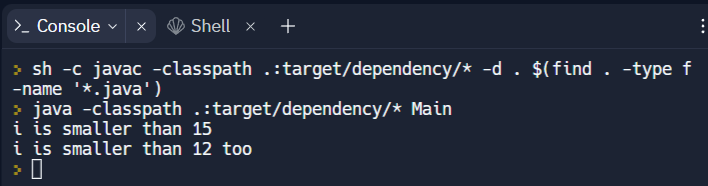 >_ Console × Shell × +
> sh -c javac -classpath .:target/dependency/* -d . $(find . -type f
-name '*.java')
> java -classpath .:target/dependency/* Main
i is smaller than 15
i is smaller than 12 too
>